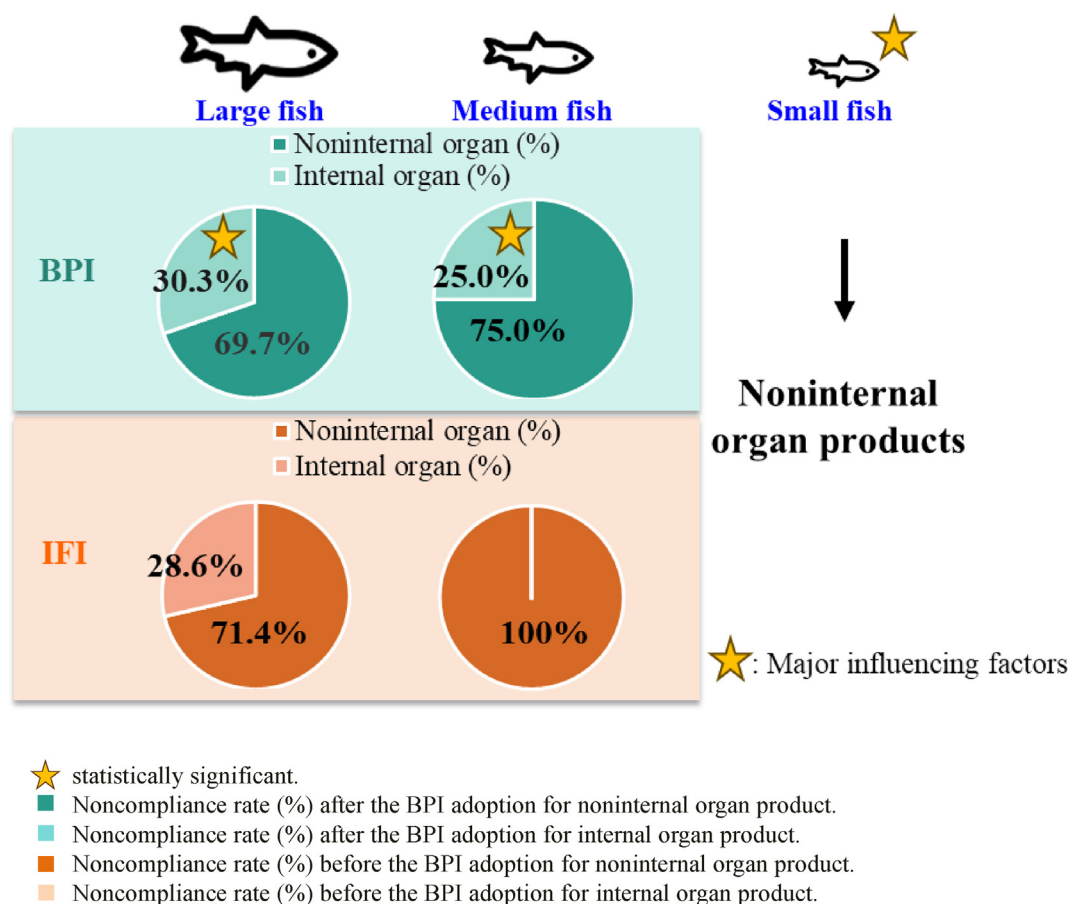 Large fish
Medium fish
Small fish
Noninternal organ (%)
Internal organ (%)
BPI
30.3%
69.7%
25.0%
75.0%
Noninternal
organ products
Noninternal organ (%)
Internal organ (%)
IFI
28.6%
71.4%
100%
: Major influencing factors
statistically significant.
Noncompliance rate (%) after the BPI adoption for noninternal organ product.
Noncompliance rate (%) after the BPI adoption for internal organ product.
Noncompliance rate (%) before the BPI adoption for noninternal organ product.
Noncompliance rate (%) before the BPI adoption for internal organ product.